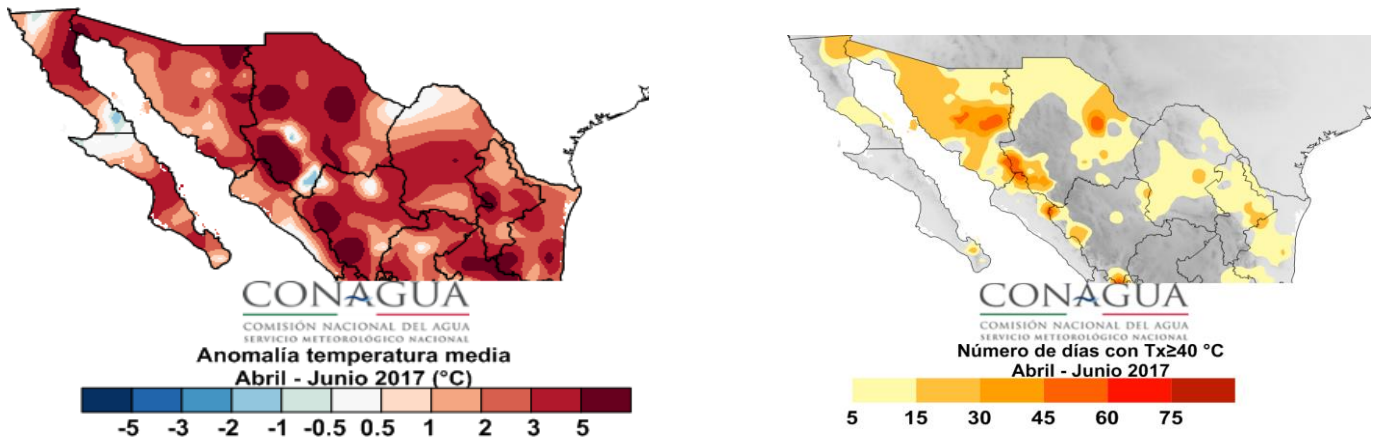 CONAGUA
COMISIÓN NACIONAL DEL AGUA
SERVICIO METEOROLÓGICO NACIONAL
Anomalía temperatura media
Abril - Junio 2017 (°C)
-5 -3 -2 -1 -0.5 0.5 1 2 3 5
CONAGUA
COMISIÓN NACIONAL DEL AGUA
SERVICIO METEOROLÓGICO NACIONAL
Número de días con Tx≥40 °C
Abril - Junio 2017
5 15 30 45 60 75